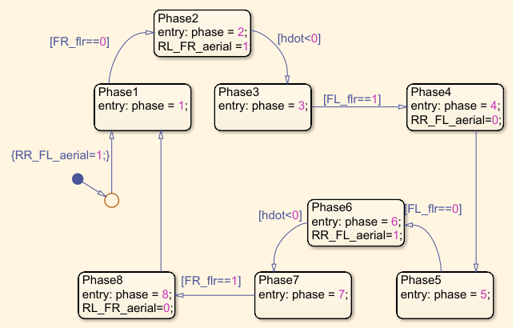 Phase2
entry: phase = 2;
RL_FR_aerial =1;
[FR_flr==0]
[hdot<0]
Phase1
entry: phase = 1;
Phase3
entry: phase = 3;
[FL_flr==1]
Phase4
entry: phase = 4;
RR_FL_aerial=0;
{RR_FL_aerial=1;}
Phase6
entry: phase = 6;
RR_FL_aerial=1;
[FL_flr==0]
[hdot<0]
Phase8
entry: phase = 8;
RL_FR_aerial=0;
[FR_flr==1]
Phase7
entry: phase = 7;
Phase5
entry: phase = 5;